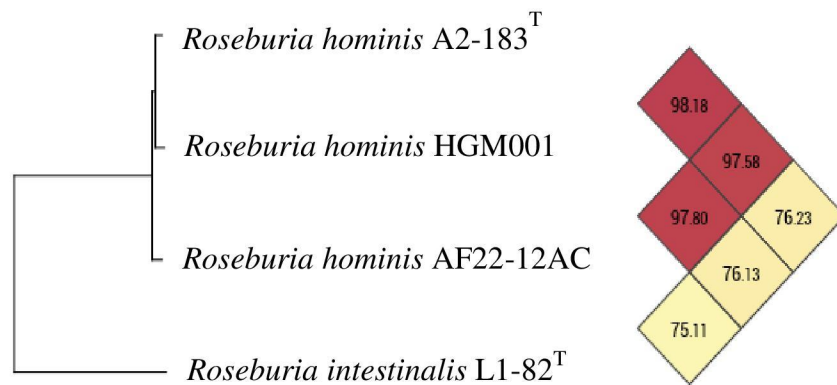 Roseburia hominis A2-183ᵀ
98.18
Roseburia hominis HGM001
97.58
97.80
76.23
Roseburia hominis AF22-12AC
76.13
75.11
Roseburia intestinalis L1-82ᵀ